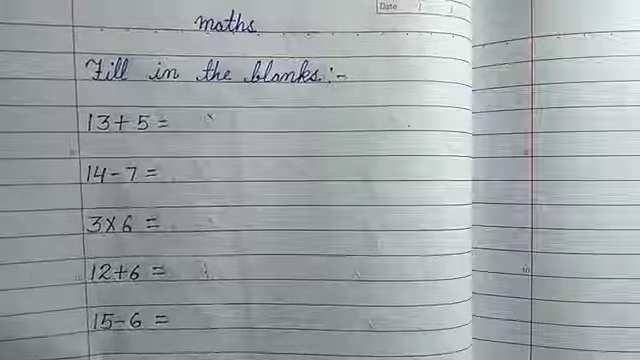 Date
maths
Fill in the blanks:-
13+5=
14-7=
3x6=
12+6=
15-6=